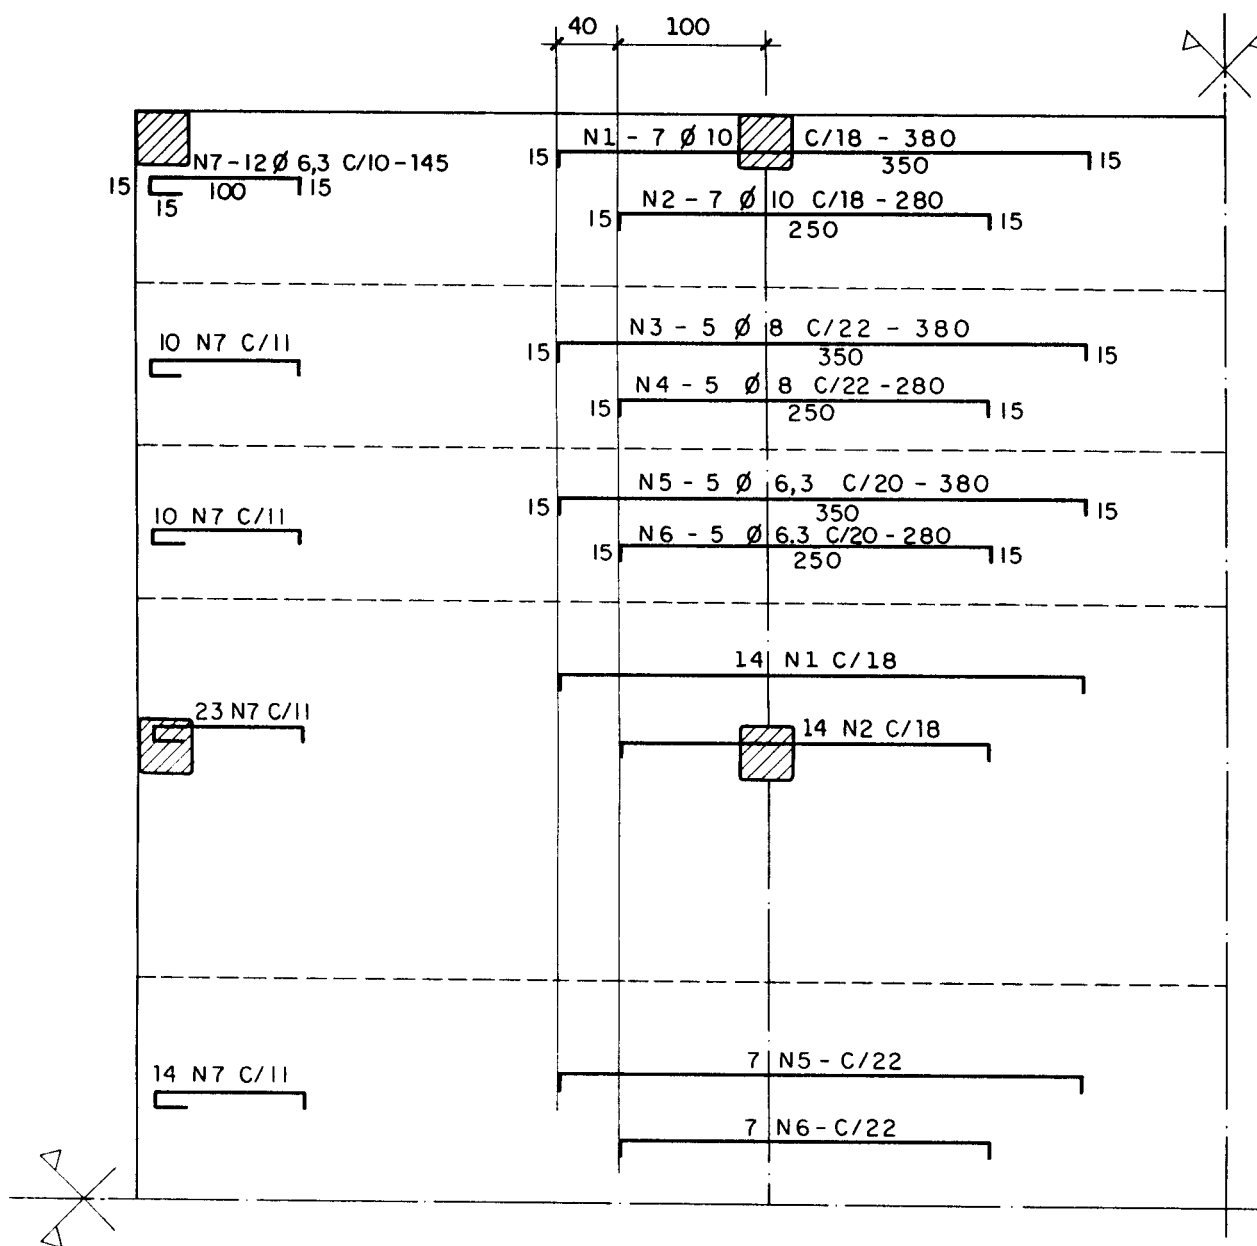 40 100
N1 - 7 Ø 10 C/18 - 380
15 350 15
N7 - 12 Ø 6,3 C/10 - 145
15 100 15
15
N2 - 7 Ø 10 C/18 - 280
15 250 15
N3 - 5 Ø 8 C/22 - 380
15 350 15
10 N7 C/11
N4 - 5 Ø 8 C/22 - 280
15 250 15
N5 - 5 Ø 6,3 C/20 - 380
15 350 15
10 N7 C/11
N6 - 5 Ø 6.3 C/20 - 280
15 250 15
14 N1 C/18
23 N7 C/11
14 N2 C/18
7 N5 - C/22
14 N7 C/11
7 N6 - C/22